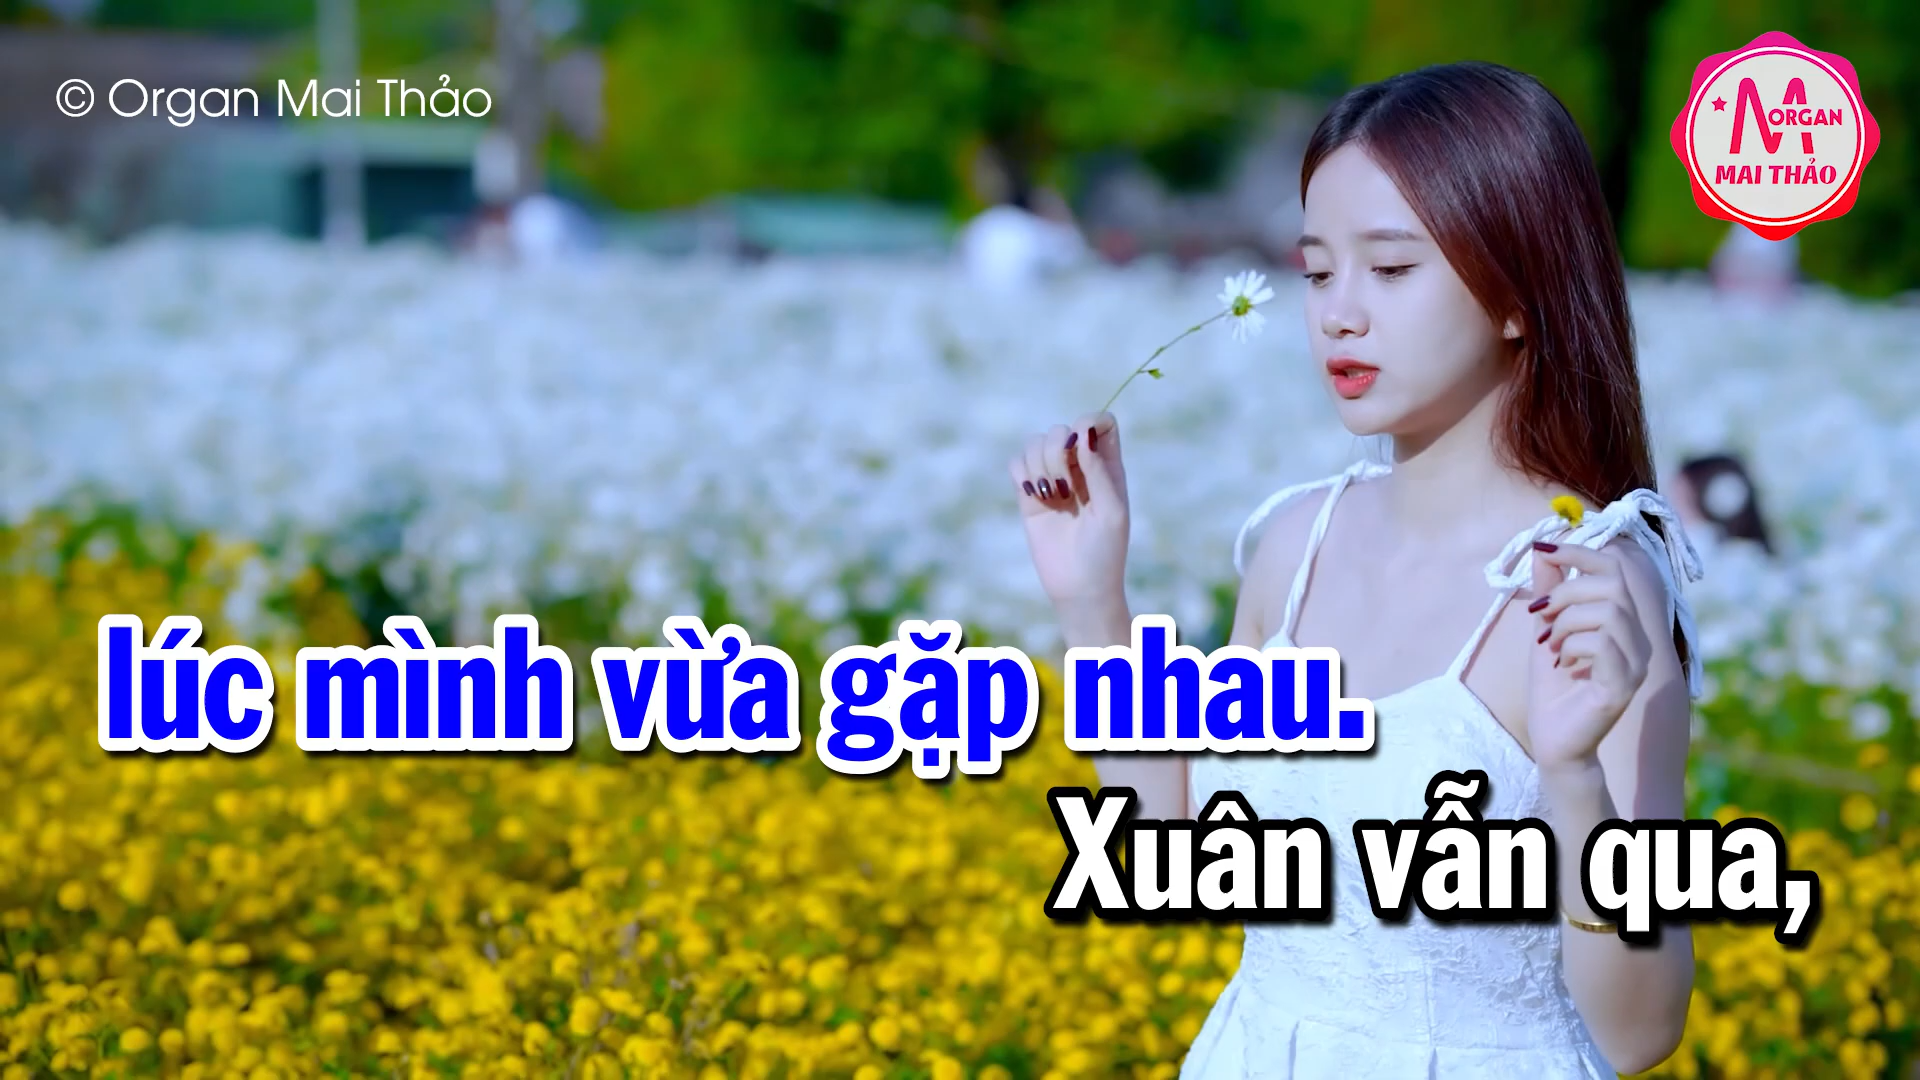 © Organ Mai Thảo
ORGAN
MAI THẢO
lúc mình vừa gặp nhau.
Xuân vẫn qua,